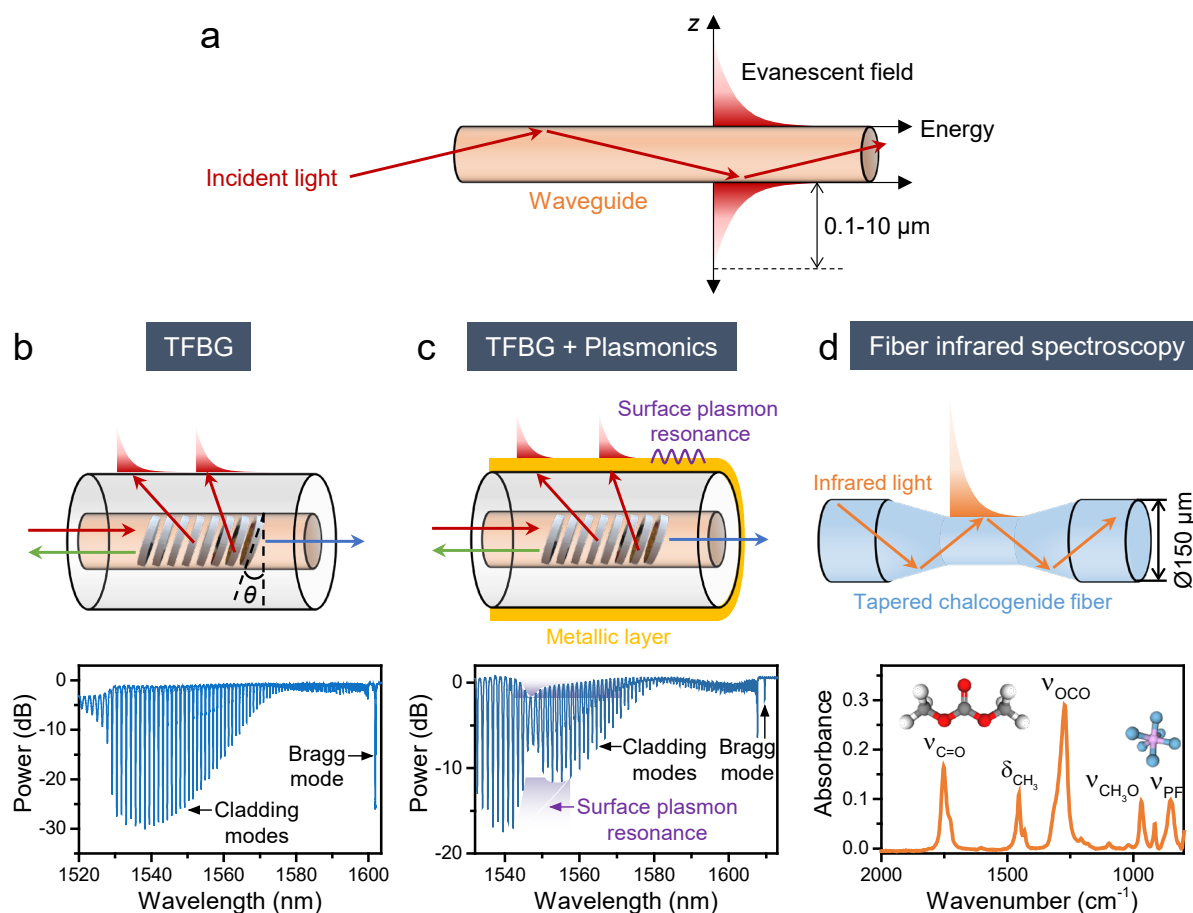 a
z
Evanescent field
Energy
Incident light
Waveguide
0.1-10 µm
b
TFBG
c
TFBG + Plasmonics
d
Fiber infrared spectroscopy
Surface plasmon
resonance
Infrared light
θ
Metallic layer
Tapered chalcogenide fiber
Ø150 µm
0
-10
-20
-30
Power (dB)
Bragg
mode
Cladding
modes
1520
1540
1560
1580
1600
Wavelength (nm)
0
-10
-20
Power (dB)
Cladding
modes
Bragg
mode
Surface plasmon
resonance
1540
1560
1580
1600
Wavelength (nm)
0.3
0.2
0.1
0.0
Absorbance
νC=O
δCH₃
νOCO
νCH₃O
νPF
2000
1500
1000
Wavenumber (cm⁻¹)